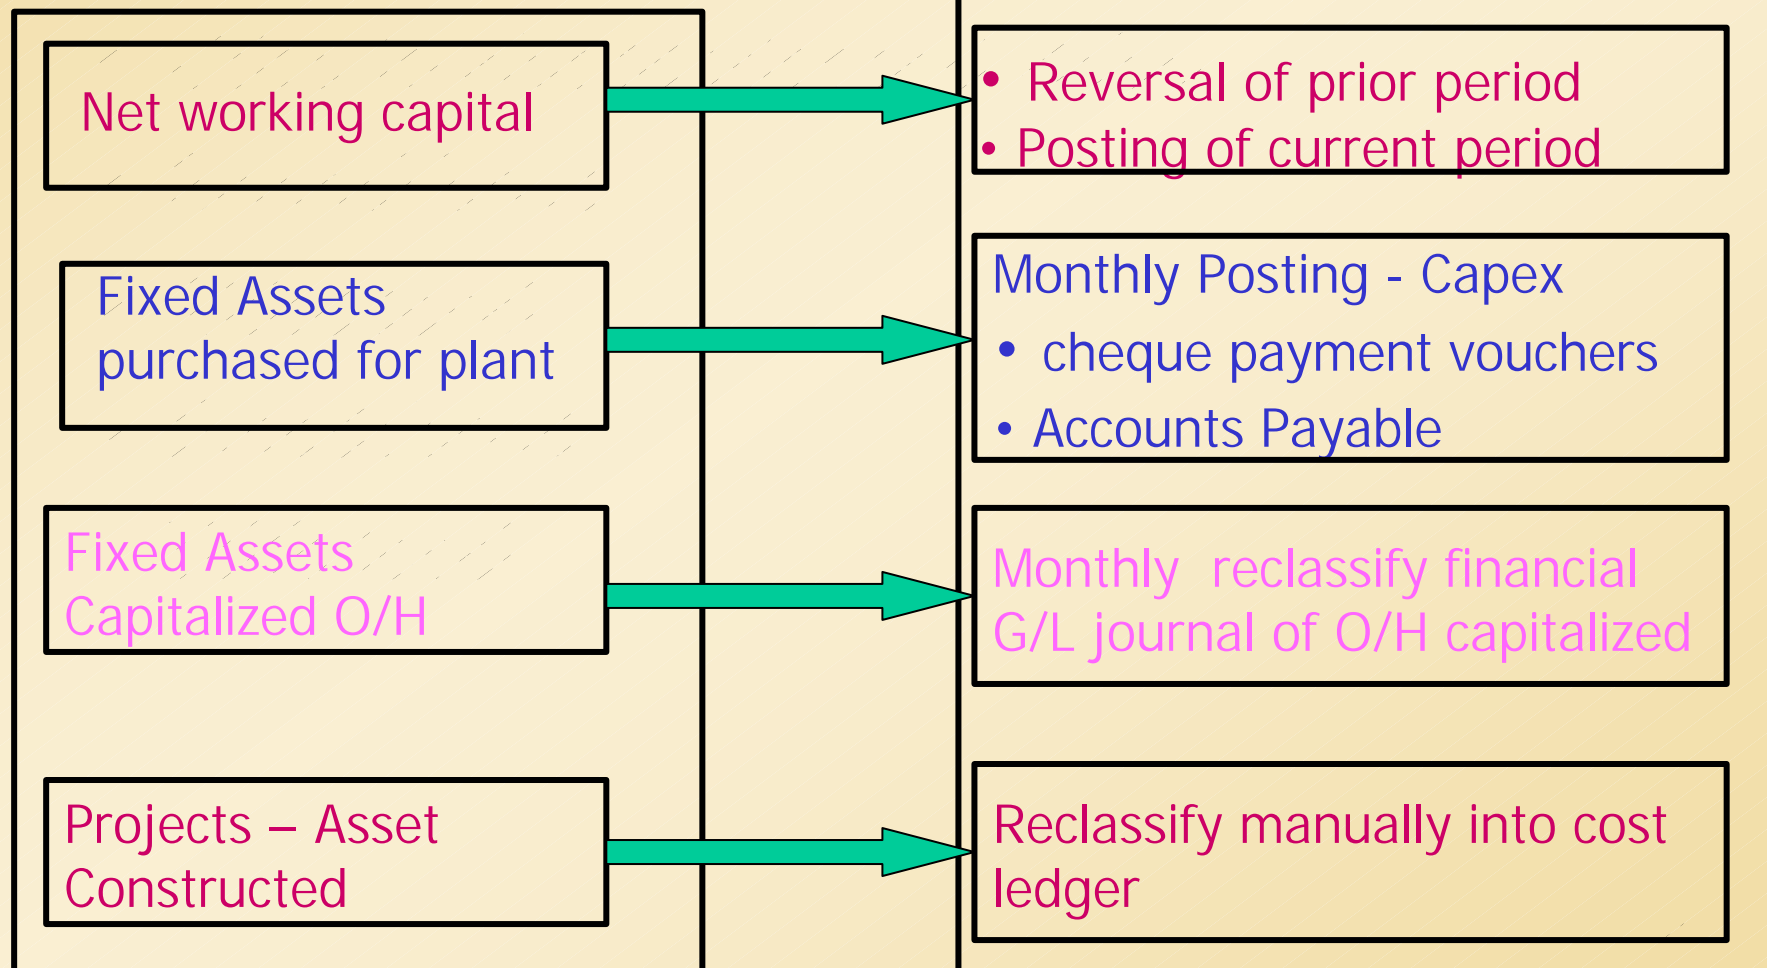 Net working capital
• Reversal of prior period
• Posting of current period
Fixed Assets
purchased for plant
Monthly Posting - Capex
• cheque payment vouchers
• Accounts Payable
Fixed Assets
Capitalized O/H
Monthly reclassify financial
G/L journal of O/H capitalized
Projects – Asset
Constructed
Reclassify manually into cost
ledger